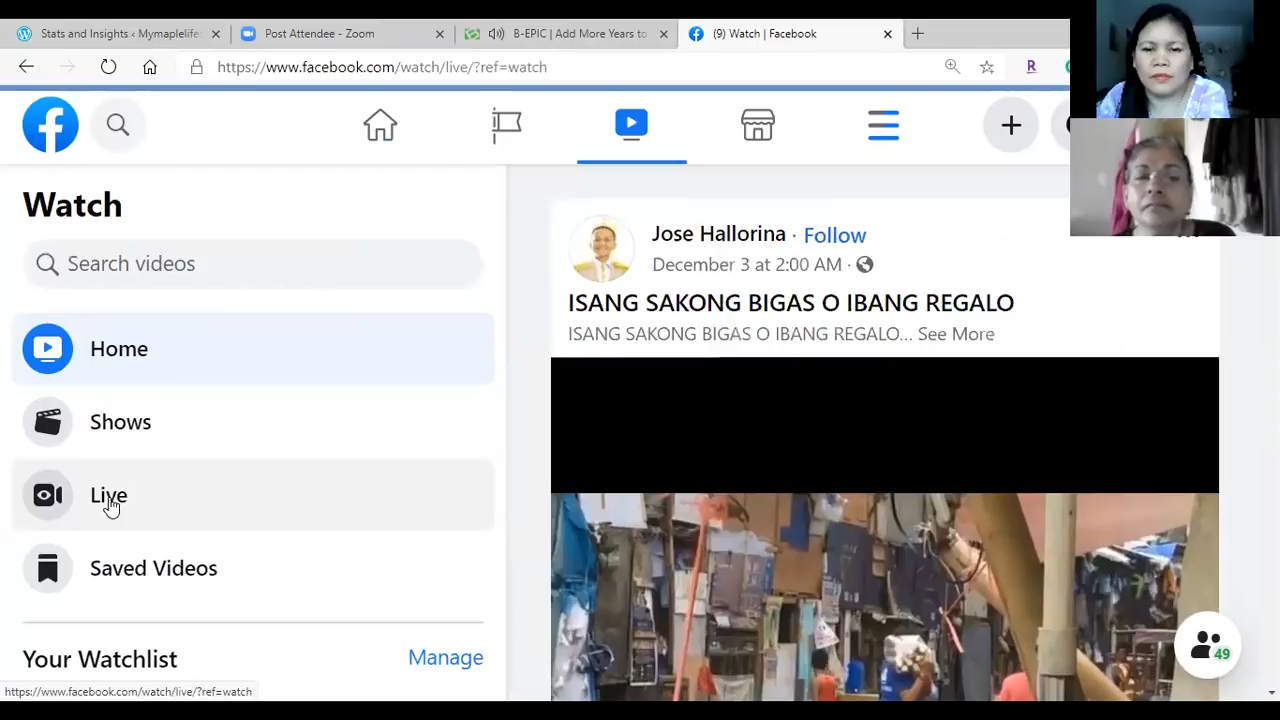 Stats and Insights ‹ Mymaplelife
Post Attendee - Zoom
B-EPIC | Add More Years to
(9) Watch | Facebook
https://www.facebook.com/watch/live/?ref=watch
R
Watch
Search videos
Home
Shows
Live
Saved Videos
Your Watchlist
Manage
Jose Hallorina · Follow
December 3 at 2:00 AM ·
ISANG SAKONG BIGAS O IBANG REGALO
ISANG SAKONG BIGAS O IBANG REGALO... See More
49
https://www.facebook.com/watch/live/?ref=watch